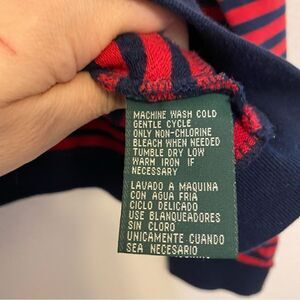 MACHINE WASH COLD
GENTLE CYCLE
ONLY NON-CHLORINE
BLEACH WHEN NEEDED
TUMBLE DRY LOW
WARM IRON IF
NECESSARY
LAVADO A MAQUINA
CON AGUA FRIA
CICLO DELICADO
USE BLANQUEADORES
SIN CLORO
UNICAMENTE CUANDO
SEA NECESARIO